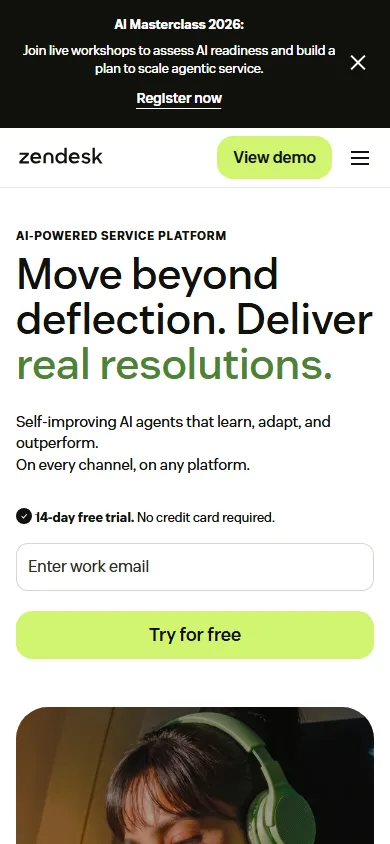 AI Masterclass 2026:
Join live workshops to assess AI readiness and build a
plan to scale agentic service.
Register now
zendesk
View demo
AI-POWERED SERVICE PLATFORM
Move beyond
deflection. Deliver
real resolutions.
Self-improving AI agents that learn, adapt, and
outperform.
On every channel, on any platform.
14-day free trial. No credit card required.
Enter work email
Try for free